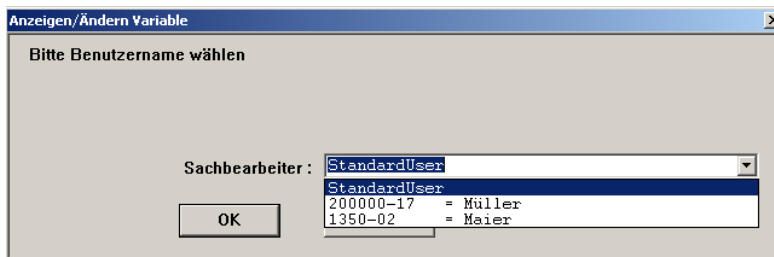 Anzeigen/Ändern Variable
Bitte Benutzername wählen
Sachbearbeiter : StandardUser
StandardUser
200000-17 = Müller
1350-02 = Maier
OK